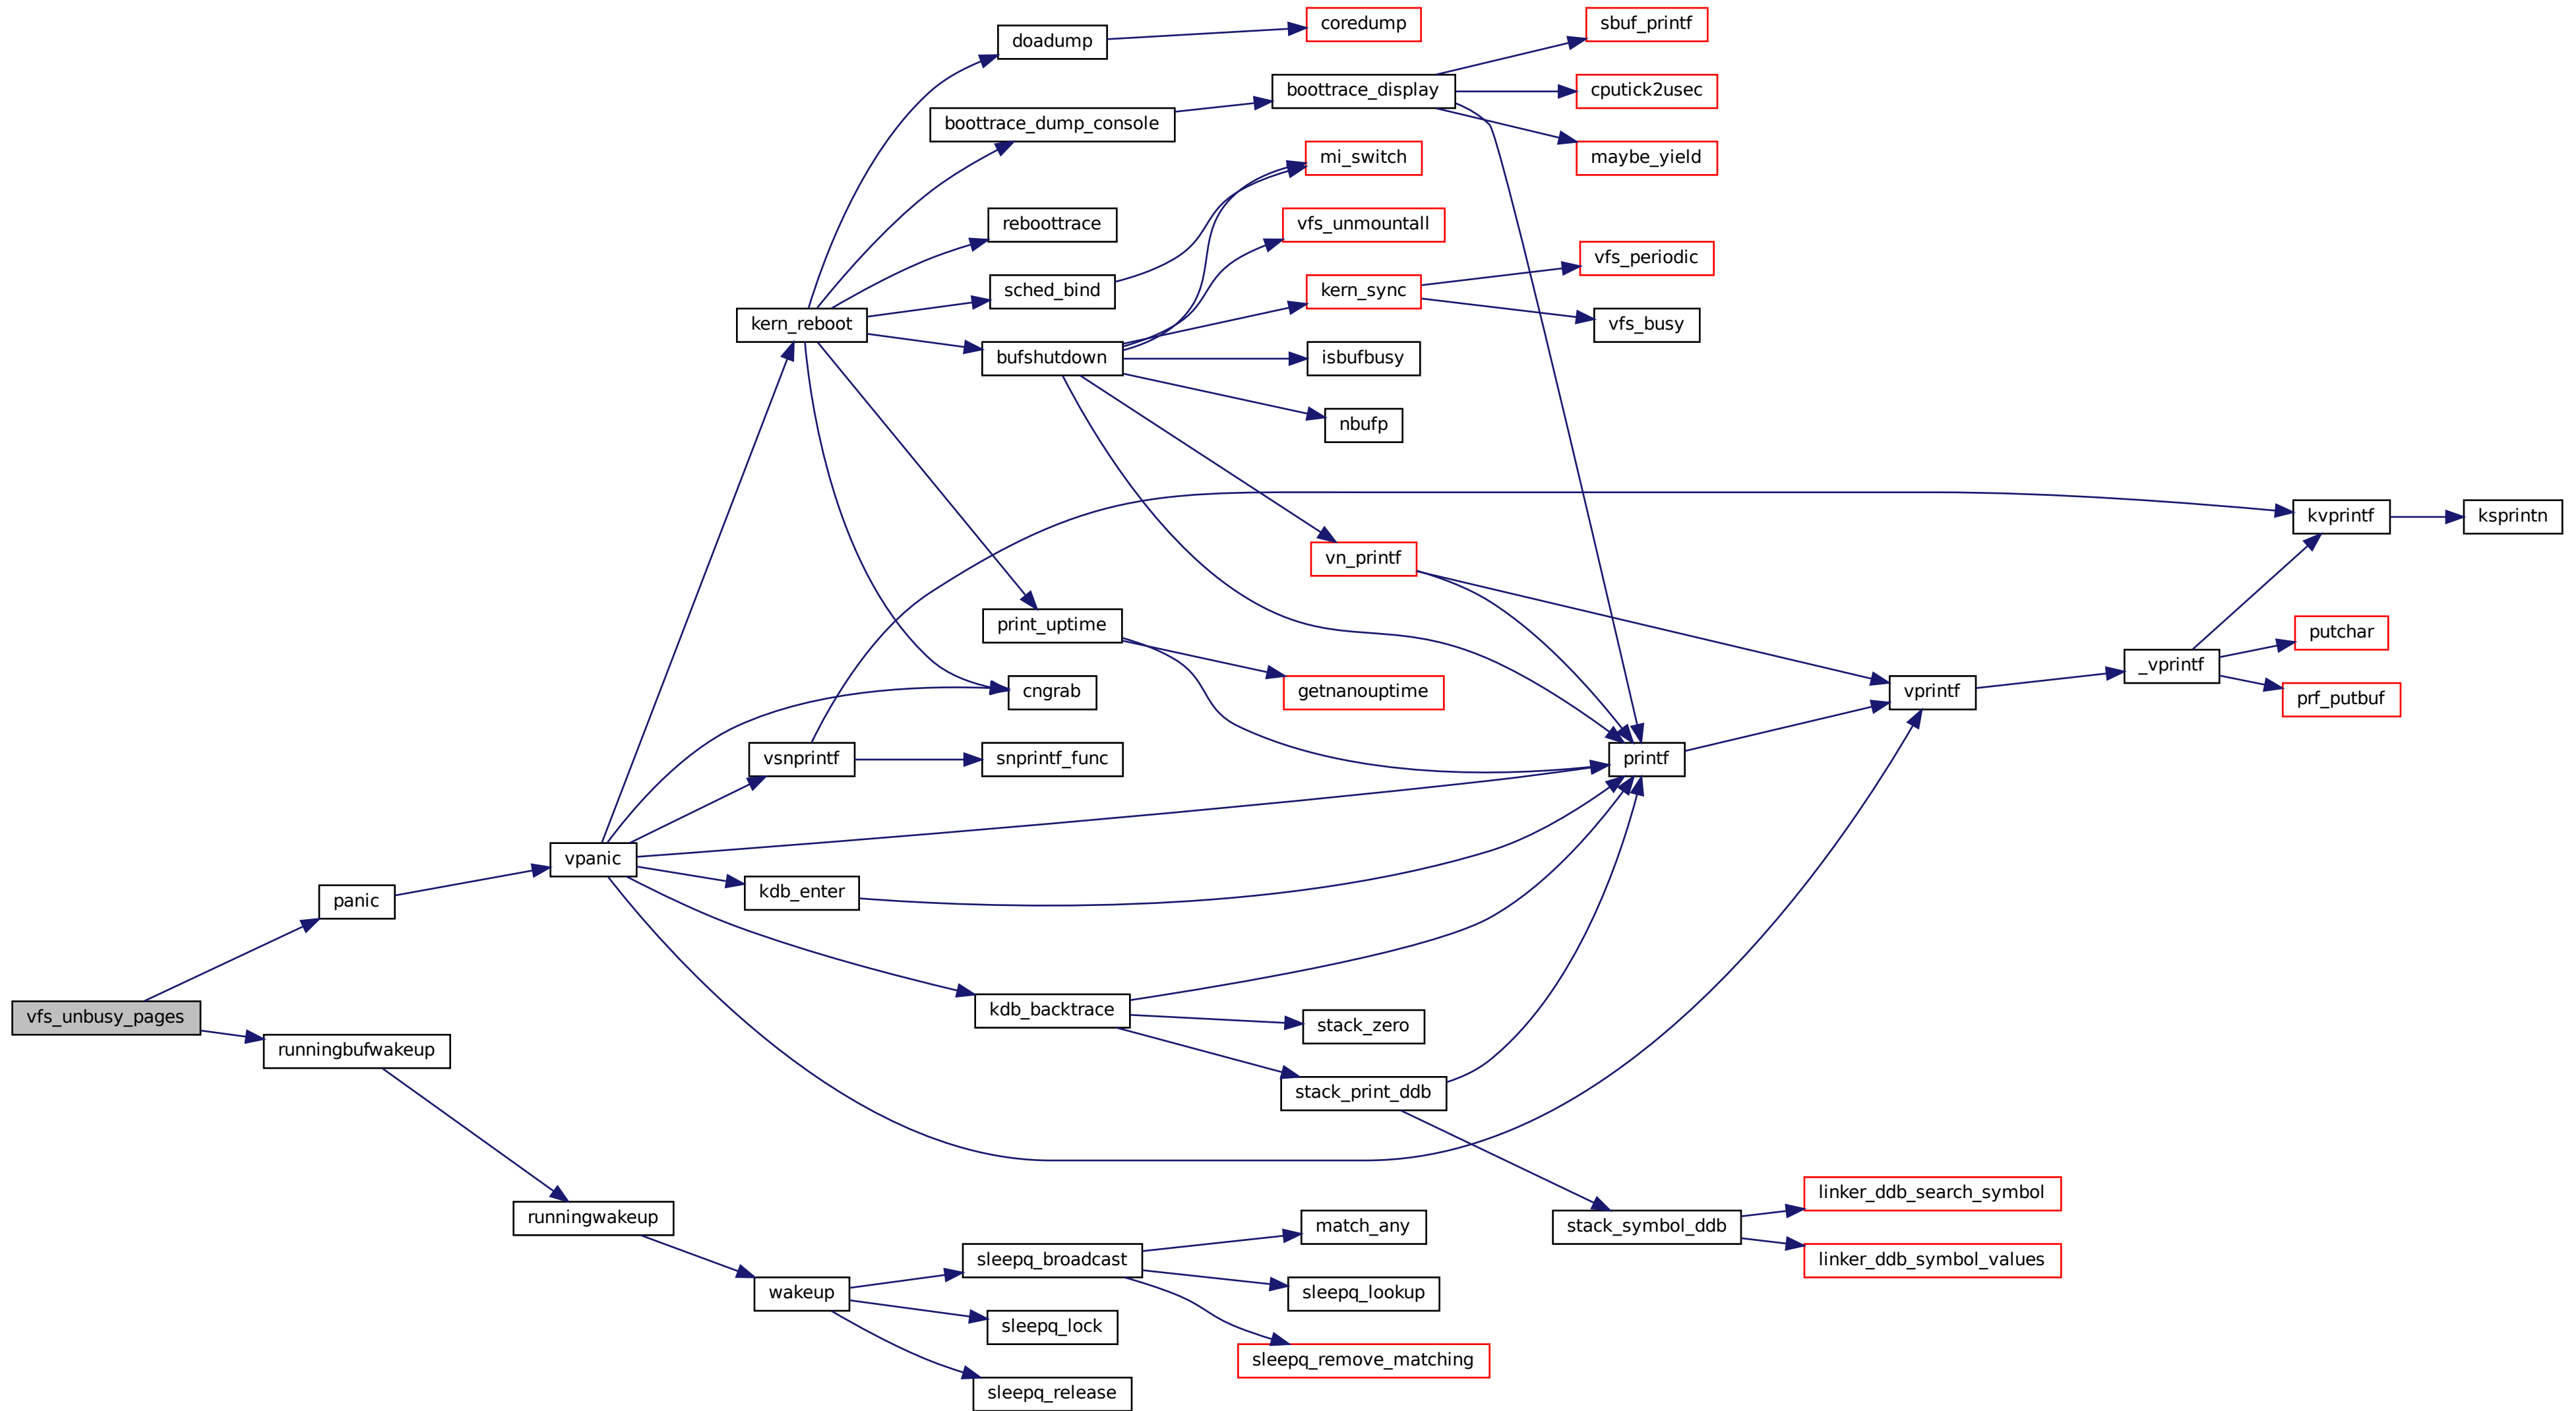 vfs_unbusy_pages
panic
runningbufwakeup
vpanic
runningwakeup
kern_reboot
vsnprintf
kdb_enter
wakeup
doadump
boottrace_dump_console
reboottrace
sched_bind
bufshutdown
print_uptime
cngrab
snprintf_func
kdb_backtrace
sleepq_broadcast
sleepq_lock
sleepq_release
coredump
boottrace_display
mi_switch
vfs_unmountall
kern_sync
isbufbusy
nbufp
vn_printf
getnanouptime
stack_zero
stack_print_ddb
match_any
sleepq_lookup
sleepq_remove_matching
sbuf_printf
cputick2usec
maybe_yield
vfs_periodic
vfs_busy
printf
stack_symbol_ddb
vprintf
linker_ddb_search_symbol
linker_ddb_symbol_values
_vprintf
kvprintf
putchar
prf_putbuf
ksprintn